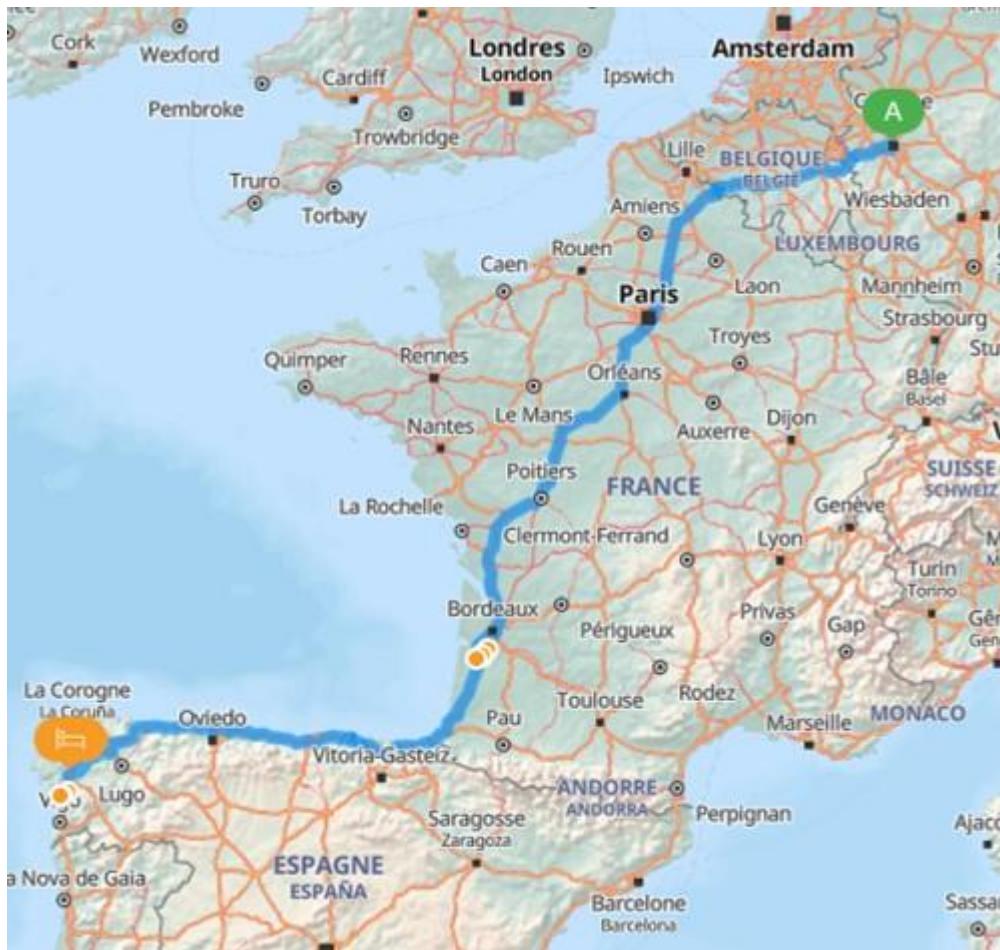 Cork
Wexford
Pembroke
Cardiff
Londres
London
Ipswich
Amsterdam
Trowbridge
Truro
Torbay
A
Lille
BELGIQUE
BELGIË
Amiens
Wiesbaden
LUXEMBOURG
Rouen
Caen
Laon
Mannheim
Paris
Strasbourg
Troyes
Quimper
Rennes
Orléans
Bâle
Basel
Le Mans
Nantes
Auxerre
Dijon
Poitiers
FRANCE
SUISSE
SCHWEIZ
La Rochelle
Genève
Clermont-Ferrand
Lyon
Turin
Torino
Bordeaux
Périgueux
Privas
Gap
La Corogne
La Coruña
Oviedo
Pau
Toulouse
Rodez
Marseille
MONACO
Vitoria-Gasteiz
Lugo
ANDORRE
ANDORRA
Perpignan
Saragosse
Zaragoza
ESPAGNE
ESPAÑA
a Nova de Gaia
Barcelone
Barcelona